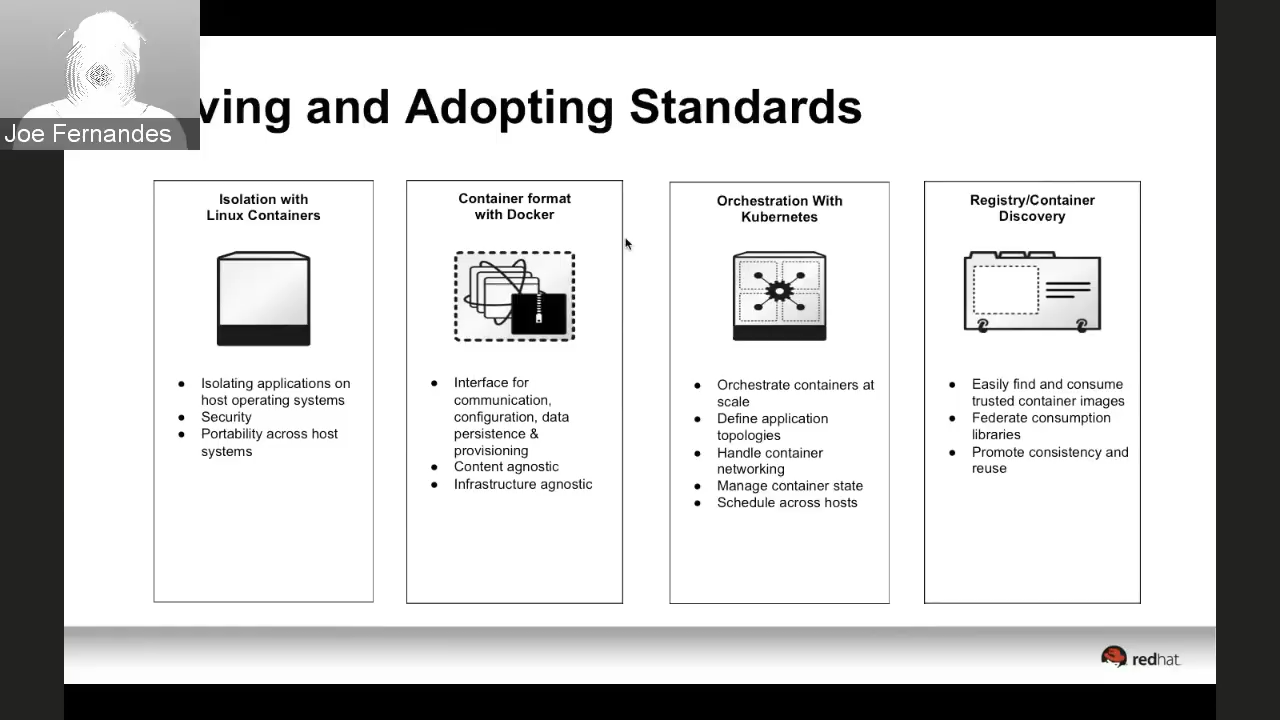 ving and Adopting Standards
Joe Fernandes
Isolation with
Linux Containers
● Isolating applications on
host operating systems
● Security
● Portability across host
systems
Container format
with Docker
● Interface for
communication,
configuration, data
persistence &
provisioning
● Content agnostic
● Infrastructure agnostic
Orchestration With
Kubernetes
● Orchestrate containers at
scale
● Define application
topologies
● Handle container
networking
● Manage container state
● Schedule across hosts
Registry/Container
Discovery
● Easily find and consume
trusted container images
● Federate consumption
libraries
● Promote consistency and
reuse
redhat.